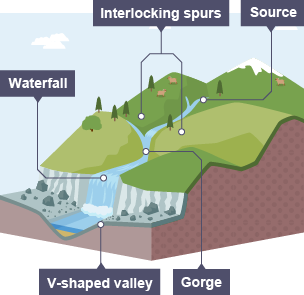 Interlocking spurs
Source
Waterfall
V-shaped valley
Gorge